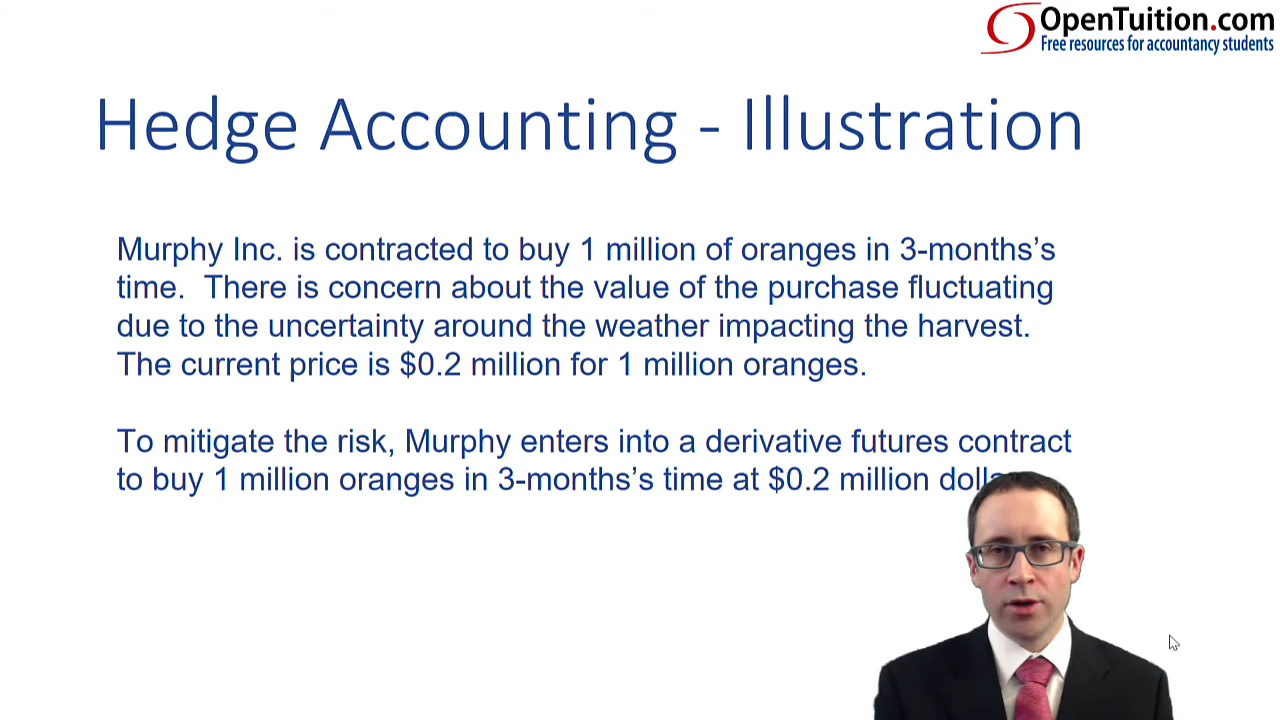 OpenTuition.com
Free resources for accountancy students
Hedge Accounting - Illustration
Murphy Inc. is contracted to buy 1 million of oranges in 3-months’s
time. There is concern about the value of the purchase fluctuating
due to the uncertainty around the weather impacting the harvest.
The current price is $0.2 million for 1 million oranges.
To mitigate the risk, Murphy enters into a derivative futures contract
to buy 1 million oranges in 3-months’s time at $0.2 million